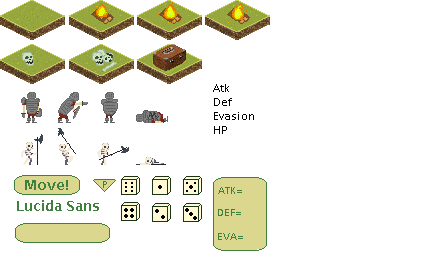 Atk
Def
Evasion
HP
Move!
P
Lucida Sans
ATK=
DEF=
EVA=